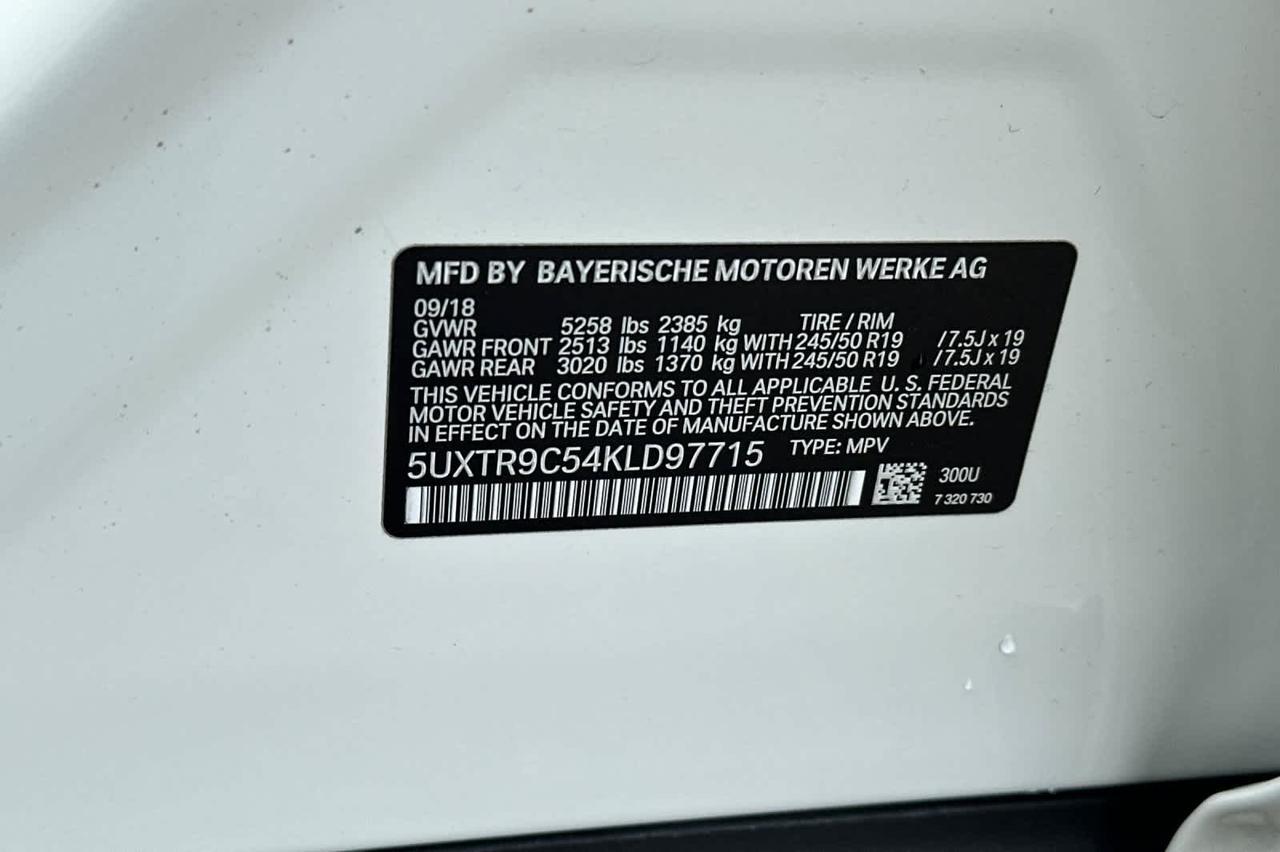 MFD BY BAYERISCHE MOTOREN WERKE AG
09/18
GVWR 5258 lbs 2385 kg TIRE / RIM
GAWR FRONT 2513 lbs 1140 kg WITH 245/50 R19 / 7.5J x 19
GAWR REAR 3020 lbs 1370 kg WITH 245/50 R19 / 7.5J x 19
THIS VEHICLE CONFORMS TO ALL APPLICABLE U. S. FEDERAL
MOTOR VEHICLE SAFETY AND THEFT PREVENTION STANDARDS
IN EFFECT ON THE DATE OF MANUFACTURE SHOWN ABOVE.
5UXTR9C54KLD97715 TYPE: MPV
300U
7 320 730